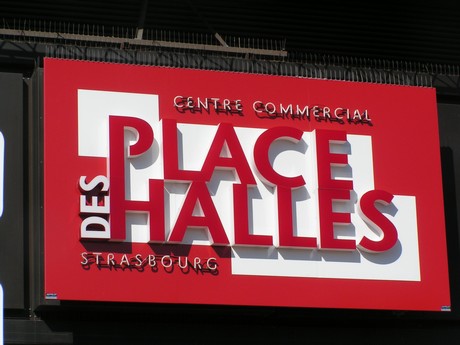 CENTRE COMMERCIAL
PLACE
DES
HALLES
STRASBOURG